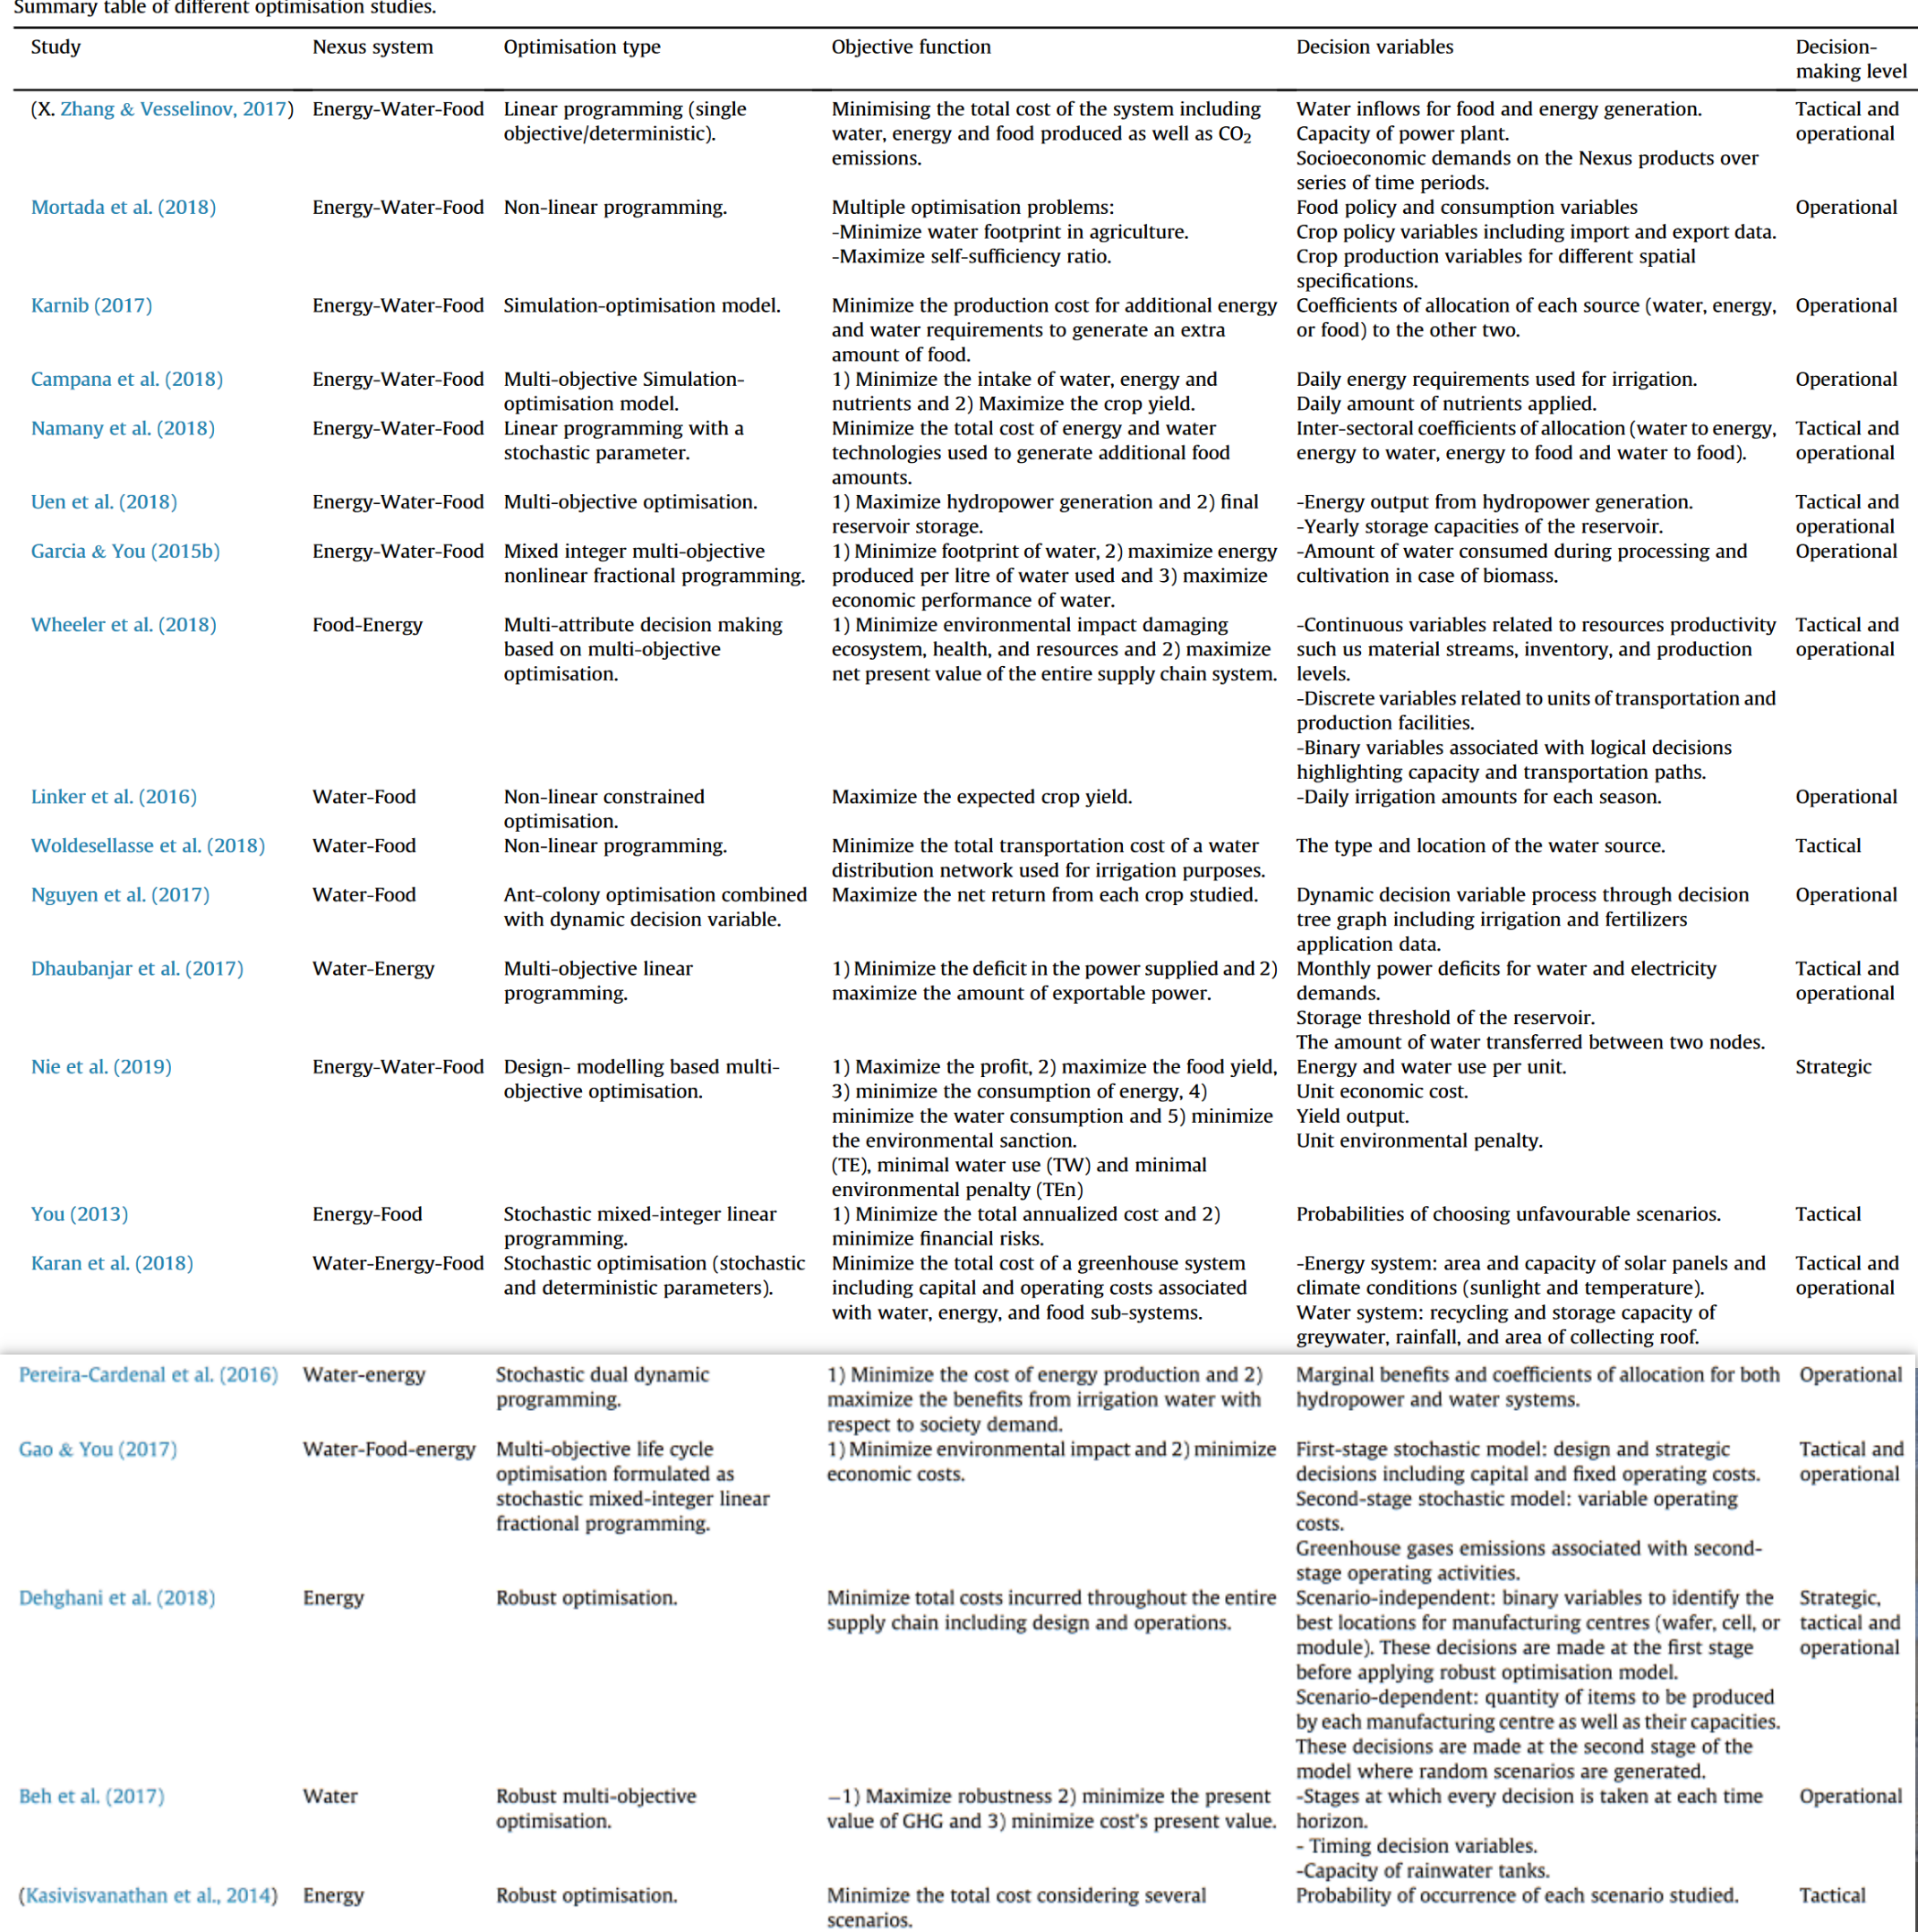 Summary table of different optimisation studies.
Study Nexus system Optimisation type Objective function Decision variables Decision-
making level
(X. Zhang & Vesselinov, 2017) Energy-Water-Food Linear programming (single Minimising the total cost of the system including Water inflows for food and energy generation. Tactical and
objective/deterministic). water, energy and food produced as well as CO2 Capacity of power plant. operational
emissions. Socioeconomic demands on the Nexus products over
series of time periods.
Mortada et al. (2018) Energy-Water-Food Non-linear programming. Multiple optimisation problems: Food policy and consumption variables Operational
-Minimize water footprint in agriculture. Crop policy variables including import and export data.
-Maximize self-sufficiency ratio. Crop production variables for different spatial
specifications.
Karnib (2017) Energy-Water-Food Simulation-optimisation model. Minimize the production cost for additional energy Coefficients of allocation of each source (water, energy, Operational
and water requirements to generate an extra or food) to the other two.
amount of food.
Campana et al. (2018) Energy-Water-Food Multi-objective Simulation- 1) Minimize the intake of water, energy and Daily energy requirements used for irrigation. Operational
optimisation model. nutrients and 2) Maximize the crop yield. Daily amount of nutrients applied.
Namany et al. (2018) Energy-Water-Food Linear programming with a Minimize the total cost of energy and water Inter-sectoral coefficients of allocation (water to energy, Tactical and
stochastic parameter. technologies used to generate additional food energy to water, energy to food and water to food). operational
amounts.
Uen et al. (2018) Energy-Water-Food Multi-objective optimisation. 1) Maximize hydropower generation and 2) final -Energy output from hydropower generation. Tactical and
reservoir storage. -Yearly storage capacities of the reservoir. operational
Garcia & You (2015b) Energy-Water-Food Mixed integer multi-objective 1) Minimize footprint of water, 2) maximize energy -Amount of water consumed during processing and Operational
nonlinear fractional programming. produced per litre of water used and 3) maximize cultivation in case of biomass.
economic performance of water.
Wheeler et al. (2018) Food-Energy Multi-attribute decision making 1) Minimize environmental impact damaging -Continuous variables related to resources productivity Tactical and
based on multi-objective ecosystem, health, and resources and 2) maximize such us material streams, inventory, and production operational
optimisation. net present value of the entire supply chain system. levels.
-Discrete variables related to units of transportation and
production facilities.
-Binary variables associated with logical decisions
highlighting capacity and transportation paths.
Linker et al. (2016) Water-Food Non-linear constrained Maximize the expected crop yield. -Daily irrigation amounts for each season. Operational
optimisation.
Woldesellasse et al. (2018) Water-Food Non-linear programming. Minimize the total transportation cost of a water The type and location of the water source. Tactical
distribution network used for irrigation purposes.
Nguyen et al. (2017) Water-Food Ant-colony optimisation combined Maximize the net return from each crop studied. Dynamic decision variable process through decision Operational
with dynamic decision variable. tree graph including irrigation and fertilizers
application data.
Dhaubanjar et al. (2017) Water-Energy Multi-objective linear 1) Minimize the deficit in the power supplied and 2) Monthly power deficits for water and electricity Tactical and
programming. maximize the amount of exportable power. demands. operational
Storage threshold of the reservoir.
The amount of water transferred between two nodes.
Nie et al. (2019) Energy-Water-Food Design- modelling based multi- 1) Maximize the profit, 2) maximize the food yield, Energy and water use per unit. Strategic
objective optimisation. 3) minimize the consumption of energy, 4) Unit economic cost.
minimize the water consumption and 5) minimize Yield output.
the environmental sanction. Unit environmental penalty.
(TE), minimal water use (TW) and minimal
environmental penalty (TEn)
You (2013) Energy-Food Stochastic mixed-integer linear 1) Minimize the total annualized cost and 2) Probabilities of choosing unfavourable scenarios. Tactical
programming. minimize financial risks.
Karan et al. (2018) Water-Energy-Food Stochastic optimisation (stochastic Minimize the total cost of a greenhouse system -Energy system: area and capacity of solar panels and Tactical and
and deterministic parameters). including capital and operating costs associated climate conditions (sunlight and temperature). operational
with water, energy, and food sub-systems. Water system: recycling and storage capacity of
greywater, rainfall, and area of collecting roof.
Pereira-Cardenal et al. (2016) Water-energy Stochastic dual dynamic 1) Minimize the cost of energy production and 2) Marginal benefits and coefficients of allocation for both Operational
programming. maximize the benefits from irrigation water with hydropower and water systems.
respect to society demand.
Gao & You (2017) Water-Food-energy Multi-objective life cycle 1) Minimize environmental impact and 2) minimize First-stage stochastic model: design and strategic Tactical and
optimisation formulated as economic costs. decisions including capital and fixed operating costs. operational
stochastic mixed-integer linear Second-stage stochastic model: variable operating
fractional programming. costs.
Greenhouse gases emissions associated with second-
stage operating activities.
Dehghani et al. (2018) Energy Robust optimisation. Minimize total costs incurred throughout the entire Scenario-independent: binary variables to identify the Strategic,
supply chain including design and operations. best locations for manufacturing centres (wafer, cell, or tactical and
module). These decisions are made at the first stage operational
before applying robust optimisation model.
Scenario-dependent: quantity of items to be produced
by each manufacturing centre as well as their capacities.
These decisions are made at the second stage of the
model where random scenarios are generated.
Beh et al. (2017) Water Robust multi-objective −1) Maximize robustness 2) minimize the present -Stages at which every decision is taken at each time Operational
optimisation. value of GHG and 3) minimize cost's present value. horizon.
- Timing decision variables.
-Capacity of rainwater tanks.
(Kasivisvanathan et al., 2014) Energy Robust optimisation. Minimize the total cost considering several Probability of occurrence of each scenario studied. Tactical
scenarios.